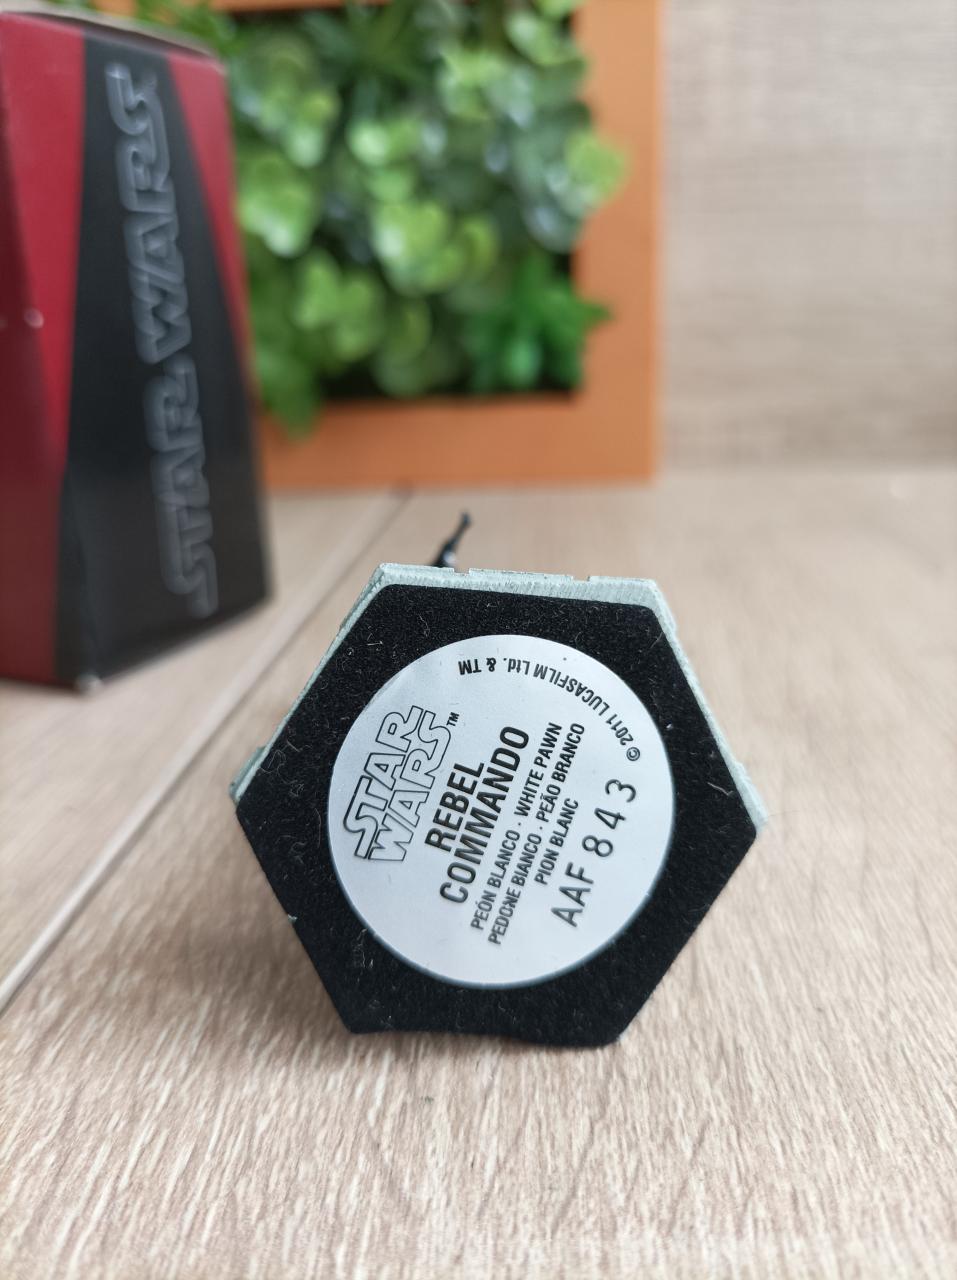 STAR WARS
STAR
WARS™
REBEL
COMMANDO
PEÓN BLANCO · WHITE PAWN
PEDONE BIANCO · PEÃO BRANCO
PION BLANC
AAF 843
© 2011 LUCASFILM Ltd. & TM